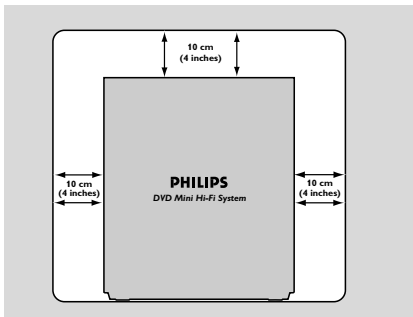 10 cm
(4 inches)
10 cm
(4 inches)
PHILIPS
DVD Mini Hi-Fi System
10 cm
(4 inches)